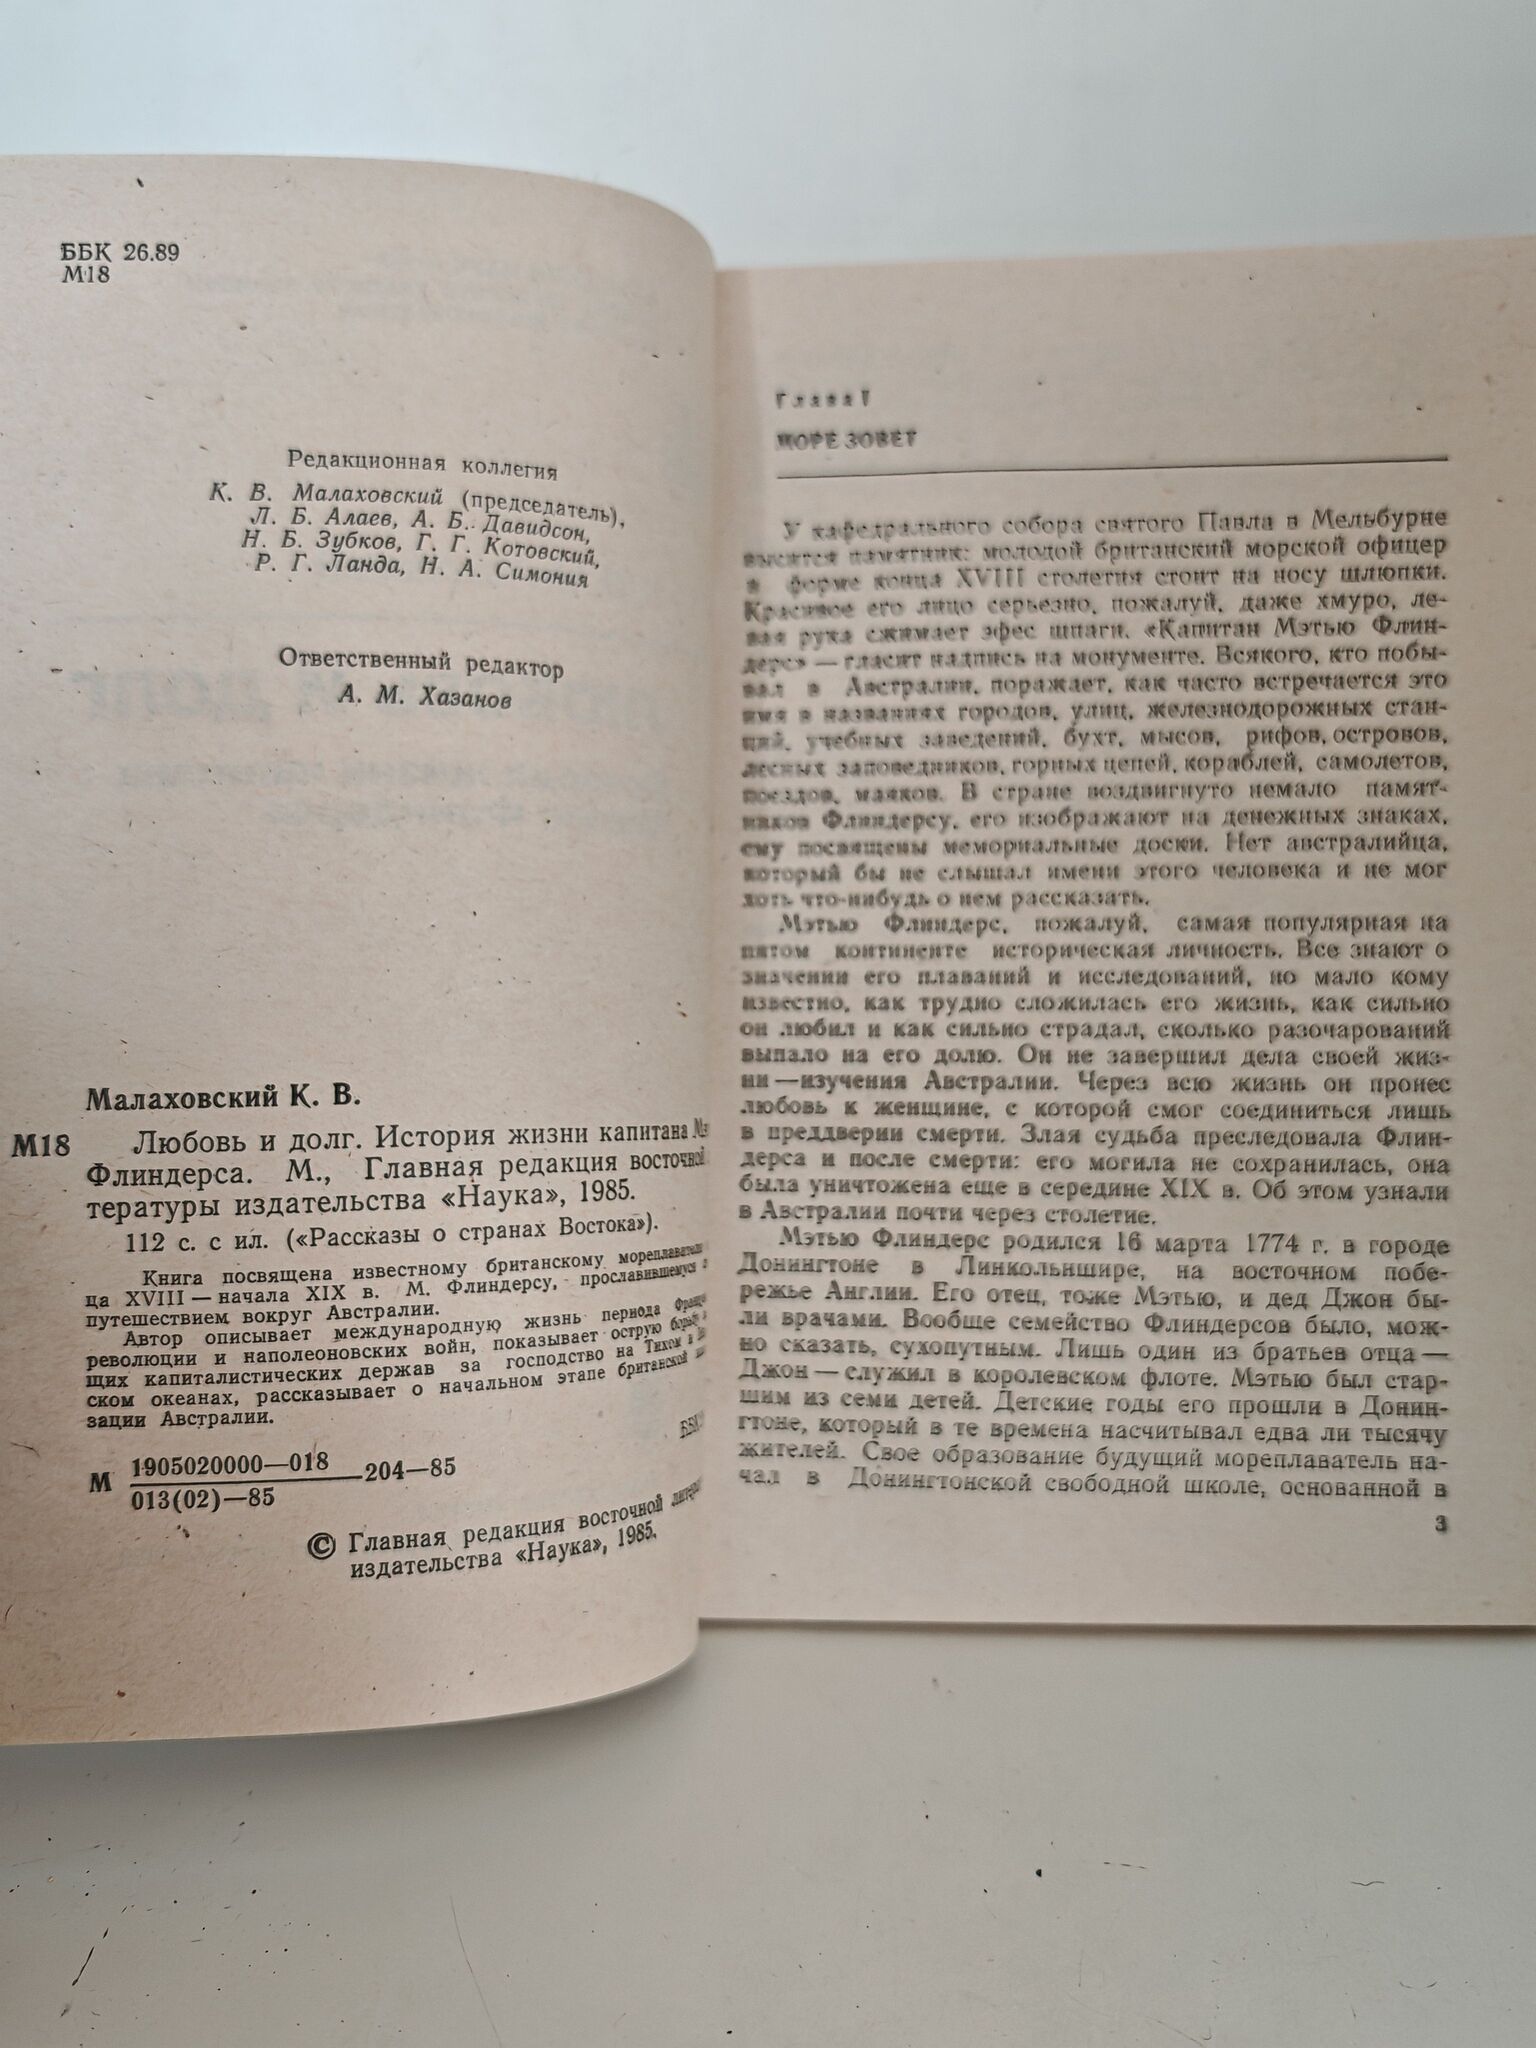 ББК 26.89
М18
Редакционная коллегия
К. В. Малаховский (председатель),
Л. Б. Алаев, А. Б. Давидсон,
Н. Б. Зубков, Г. Г. Котовский,
Р. Г. Ланда, Н. А. Симония
Ответственный редактор
А. М. Хазанов
Малаховский К. В.
М18 Любовь и долг. История жизни капитана
Флиндерса. М., Главная редакция восточной
тературы издательства «Наука», 1985.
112 с. с ил. («Рассказы о странах Востока»).
Книга посвящена известному британскому мореплавателю
ца XVIII — начала XIX в. М. Флиндерсу, прославившемуся
путешествием вокруг Австралии.
Автор описывает международную жизнь периода
революции и наполеоновских войн, показывает острую борьбу
щих капиталистических держав за господство на Тихом и
ском океанах, рассказывает о начальном этапе британской
зации Австралии.
М 1905020000—018 204—85
013(02)—85
ББК
© Главная редакция восточной
издательства «Наука», 1985.
Глава I
МОРЕ ЗОВЕТ
У кафедрального собора святого Павла в Мельбурне
высится памятник: молодой британский морской офицер
в форме конца XVIII столетия стоит на носу шлюпки.
Красивое его лицо серьезно, пожалуй, даже хмуро, ле-
вая рука сжимает эфес шпаги. «Капитан Мэтью Флин-
дерс» — гласит надпись на монументе. Всякого, кто побы-
вал в Австралии, поражает, как часто встречается это
имя в названиях городов, улиц, железнодорожных стан-
ций, учебных заведений, бухт, мысов, рифов, островов,
лесных заповедников, горных цепей, кораблей, самолетов,
поездов, маяков. В стране воздвигнуто немало памят-
ников Флиндерсу, его изображают на денежных знаках,
ему посвящены мемориальные доски. Нет австралийца,
который бы не слышал имени этого человека и не мог
хоть что-нибудь о нем рассказать.
Мэтью Флиндерс, пожалуй, самая популярная на
пятом континенте историческая личность. Все знают о
значении его плаваний и исследований, но мало кому
известно, как трудно сложилась его жизнь, как сильно
он любил и как сильно страдал, сколько разочарований
выпало на его долю. Он не завершил дела своей жиз-
ни — изучения Австралии. Через всю жизнь он пронес
любовь к женщине, с которой смог соединиться лишь
в преддверии смерти. Злая судьба преследовала Флин-
дерса и после смерти: его могила не сохранилась, она
была уничтожена еще в середине XIX в. Об этом узнали
в Австралии почти через столетие.
Мэтью Флиндерс родился 16 марта 1774 г. в городе
Донингтоне в Линкольншире, на восточном побе-
режье Англии. Его отец, тоже Мэтью, и дед Джон бы-
ли врачами. Вообще семейство Флиндерсов было, мож-
но сказать, сухопутным. Лишь один из братьев отца —
Джон — служил в королевском флоте. Мэтью был стар-
шим из семи детей. Детские годы его прошли в Донин-
гтоне, который в те времена насчитывал едва ли тысячу
жителей. Свое образование будущий мореплаватель на-
чал в Донингтонской свободной школе, основанной в
3